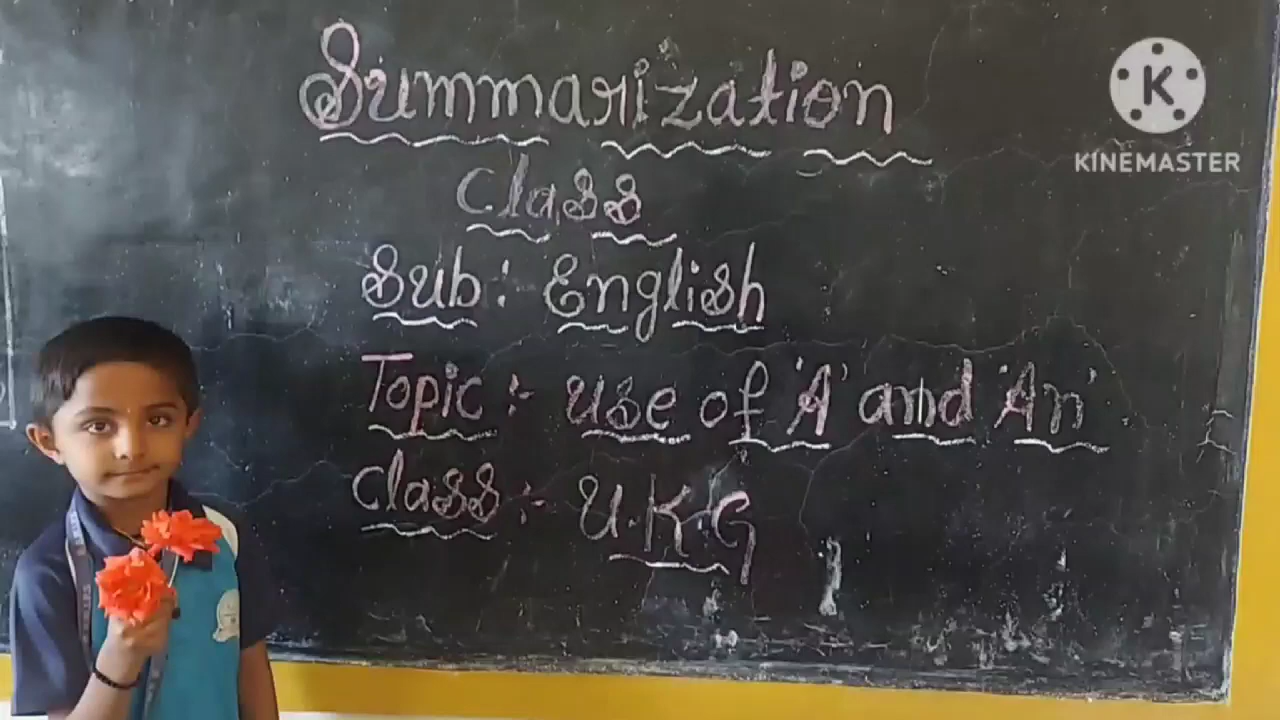 Summarization
Class
Sub: English
Topic :- Use of 'A' and 'An'.
Class :- U.K.G
K
KINEMASTER